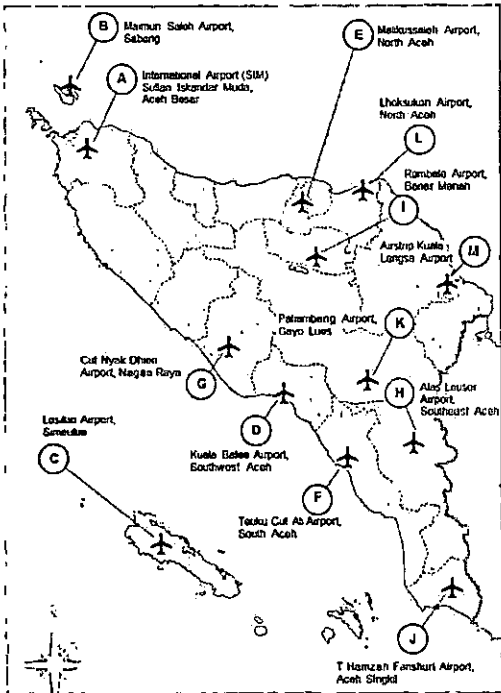 B
Maimun Saleh Airport,
Sabang
A
International Airport (SIM)
Sultan Iskandar Muda,
Aceh Besar
E
Malikussaleh Airport,
North Aceh
Lhoksukon Airport,
North Aceh
L
Rembele Airport,
Bener Meriah
I
Airstrip Kuala
Langsa Airport
M
Patiambang Airport,
Gayo Lues
K
Cut Nyak Dhien
Airport, Nagan Raya
G
Alas Leuser
Airport,
Southeast Aceh
H
Lasikin Airport,
Simeulue
C
D
Kuala Batee Airport,
Southwest Aceh
F
Teuku Cut Ali Airport,
South Aceh
J
T Hamzah Fanshuri Airport,
Aceh Singkil